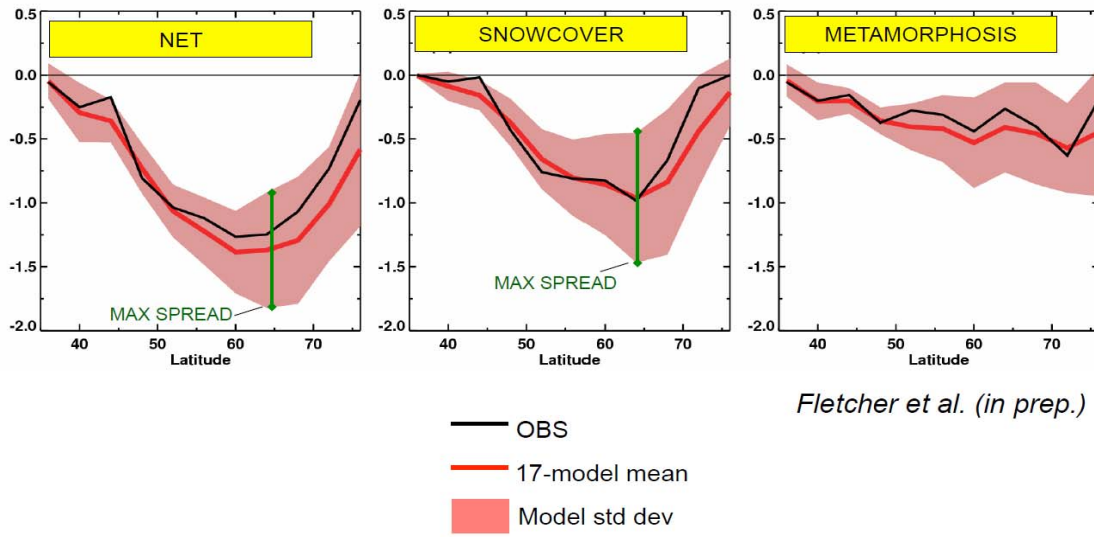 NET
SNOWCOVER
METAMORPHOSIS
0.5
0.0
-0.5
-1.0
-1.5
-2.0
MAX SPREAD
40 50 60 70
Latitude
0.5
0.0
-0.5
-1.0
-1.5
-2.0
MAX SPREAD
40 50 60 70
Latitude
0.5
0.0
-0.5
-1.0
-1.5
-2.0
40 50 60 70
Latitude
Fletcher et al. (in prep.)
OBS
17-model mean
Model std dev